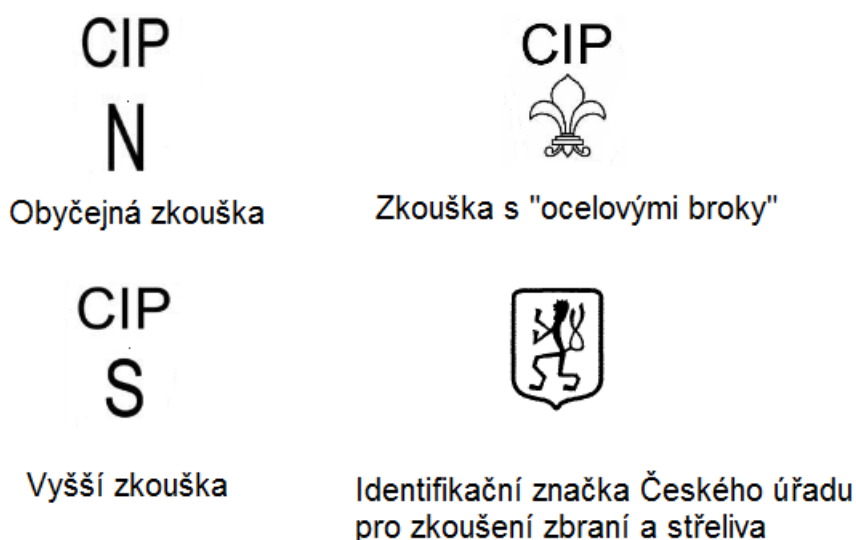 CIP
N
Obyčejná zkouška
CIP
Zkouška s "ocelovými broky"
CIP
S
Vyšší zkouška
Identifikační značka Českého úřadu
pro zkoušení zbraní a střeliva